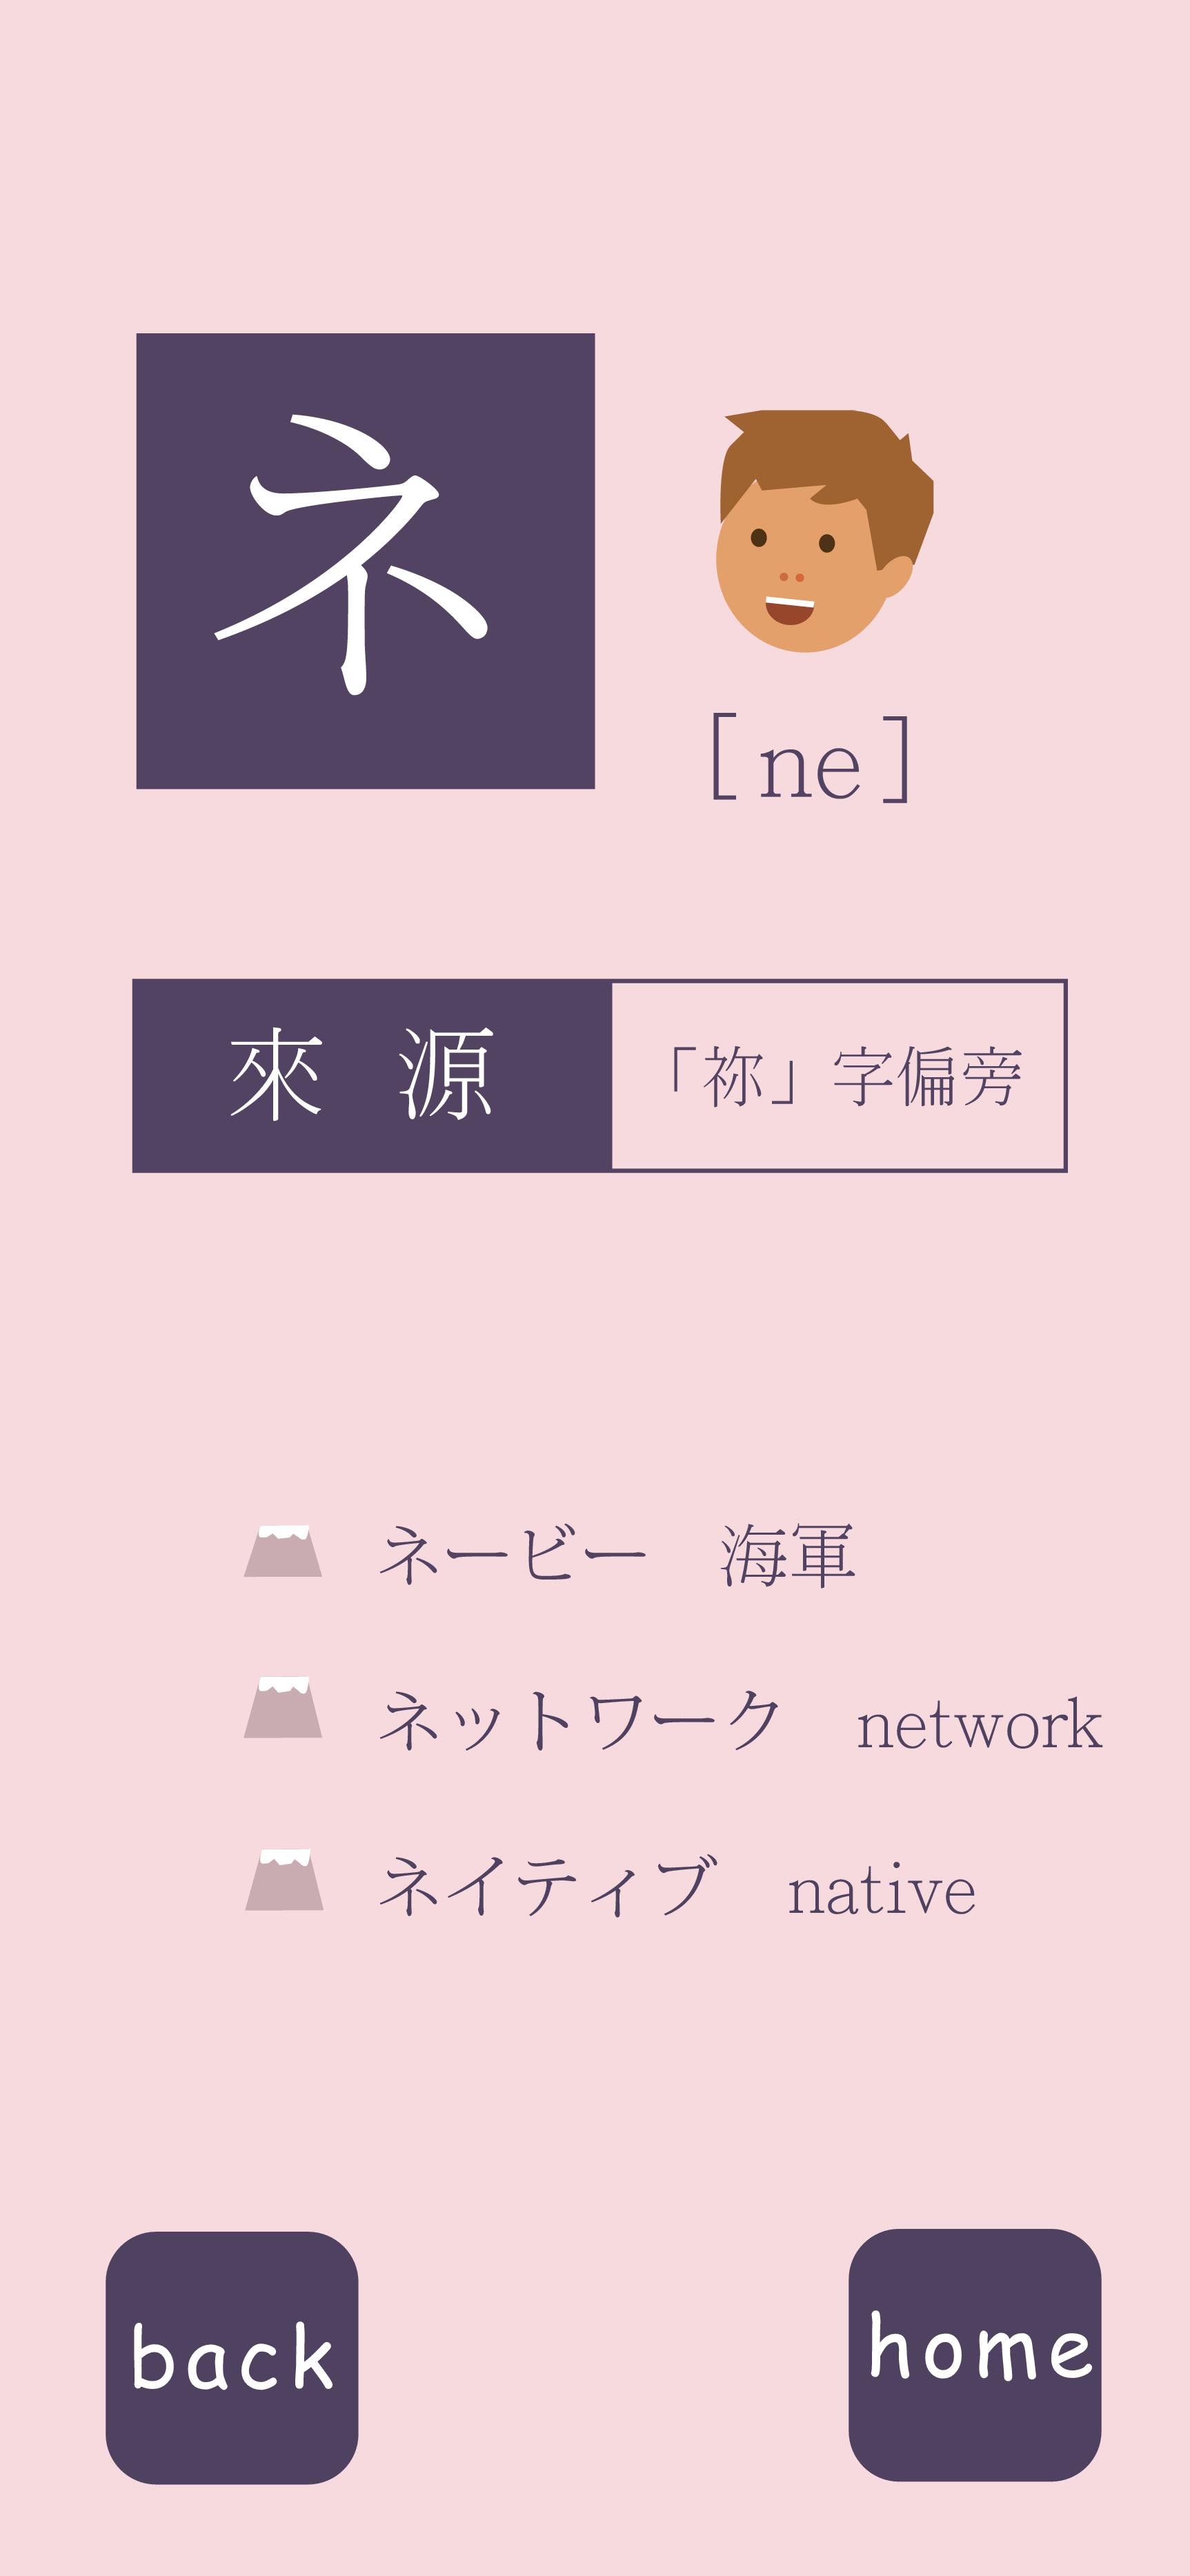 ネ
[ne]
來源
「祢」字偏旁
ネービー 海軍
ネットワーク network
ネイティブ native
back
home